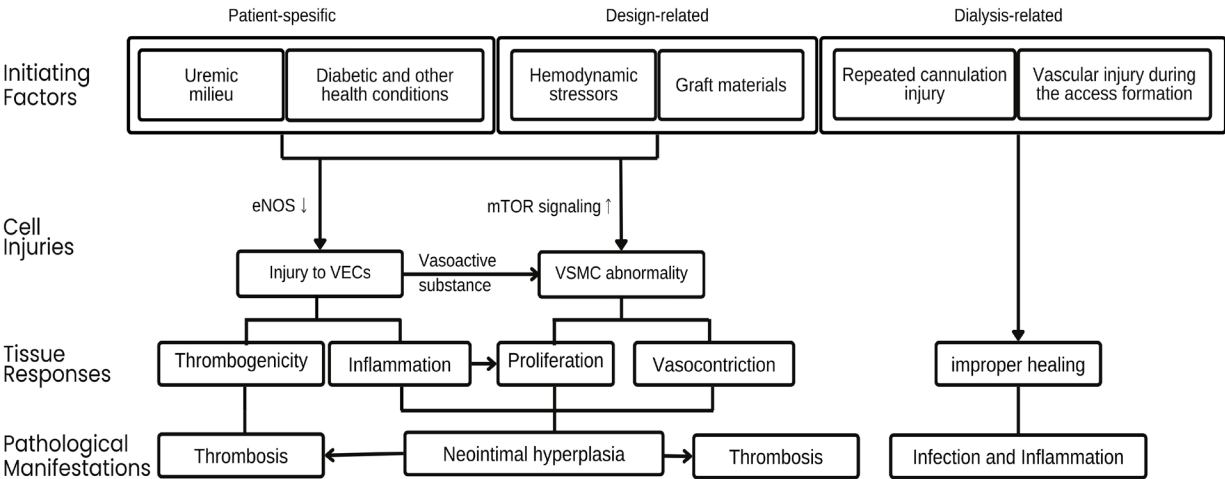 Patient-spesific
Design-related
Dialysis-related
Initiating
Factors
Uremic
milieu
Diabetic and other
health conditions
Hemodynamic
stressors
Graft materials
Repeated cannulation
injury
Vascular injury during
the access formation
eNOS ↓
mTOR signaling ↑
Cell
Injuries
Injury to VECs
Vasoactive
substance
VSMC abnormality
Tissue
Responses
Thrombogenicity
Inflammation
Proliferation
Vasocontriction
improper healing
Pathological
Manifestations
Thrombosis
Neointimal hyperplasia
Thrombosis
Infection and Inflammation